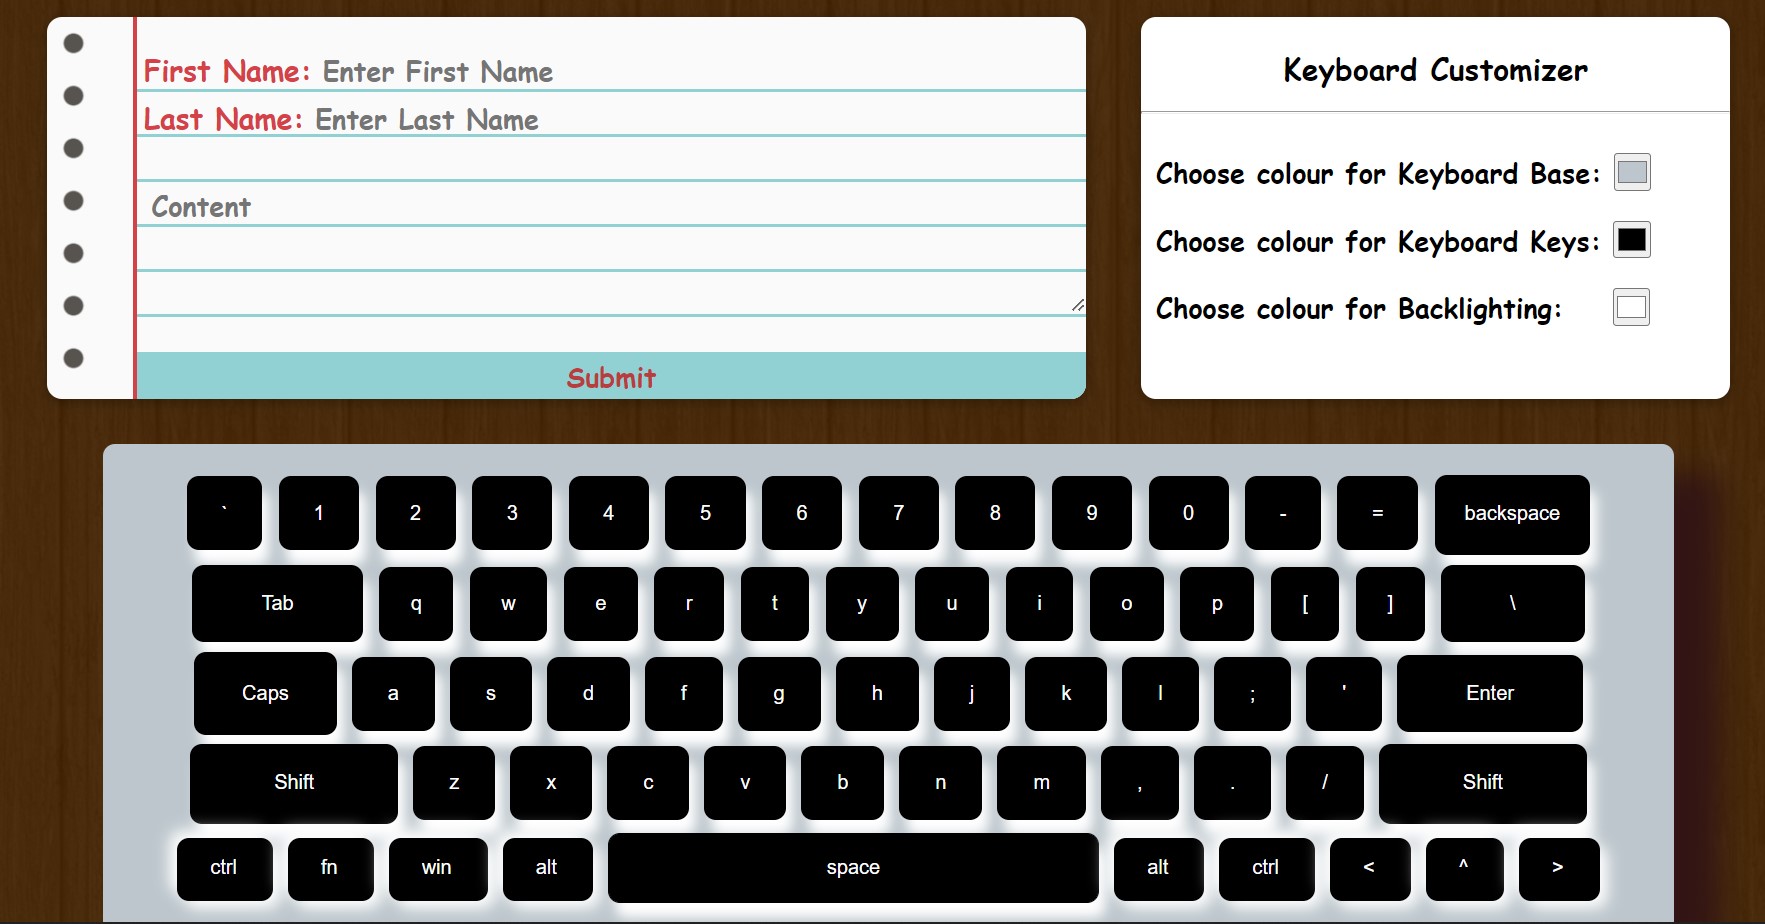 First Name: Enter First Name
Last Name: Enter Last Name
Content
Submit
Keyboard Customizer
Choose colour for Keyboard Base:
Choose colour for Keyboard Keys:
Choose colour for Backlighting:
` 1 2 3 4 5 6 7 8 9 0 - = backspace
Tab q w e r t y u i o p [ ] \
Caps a s d f g h j k l ; ' Enter
Shift z x c v b n m , . / Shift
ctrl fn win alt space alt ctrl < ^ >